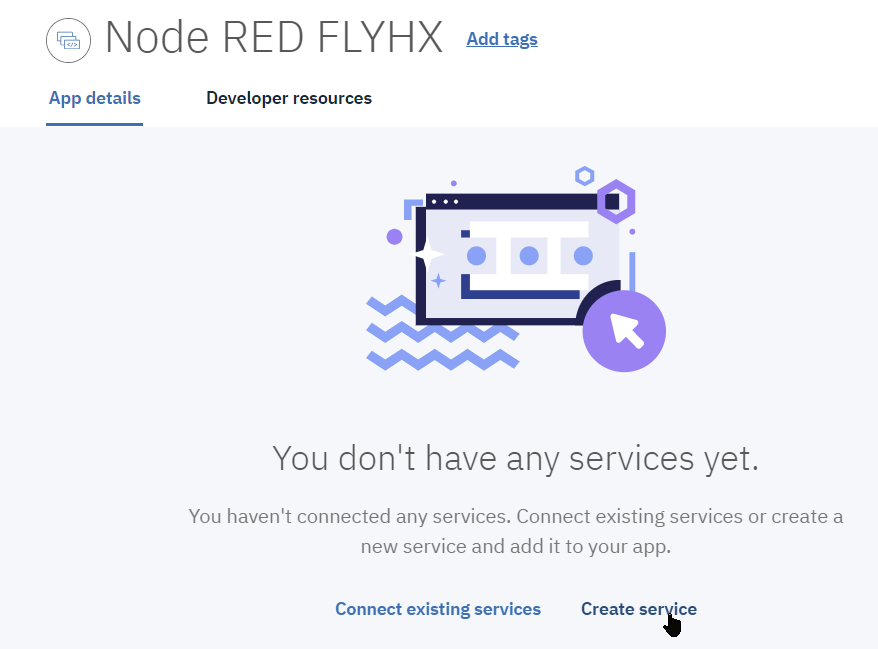 Node RED FLYHX Add tags
App details Developer resources
You don't have any services yet.
You haven't connected any services. Connect existing services or create a
new service and add it to your app.
Connect existing services Create service